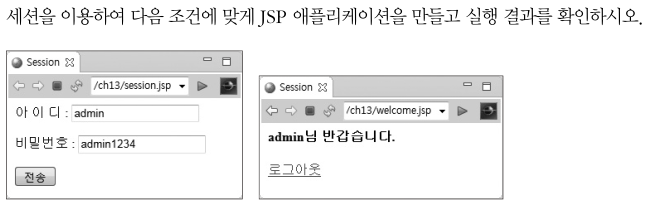 세션을 이용하여 다음 조건에 맞게 JSP 애플리케이션을 만들고 실행 결과를 확인하시오.
Session
/ch13/session.jsp
아 이 디 : admin
비밀번호 : admin1234
전송
Session
/ch13/welcome.jsp
admin님 반갑습니다.
로그아웃